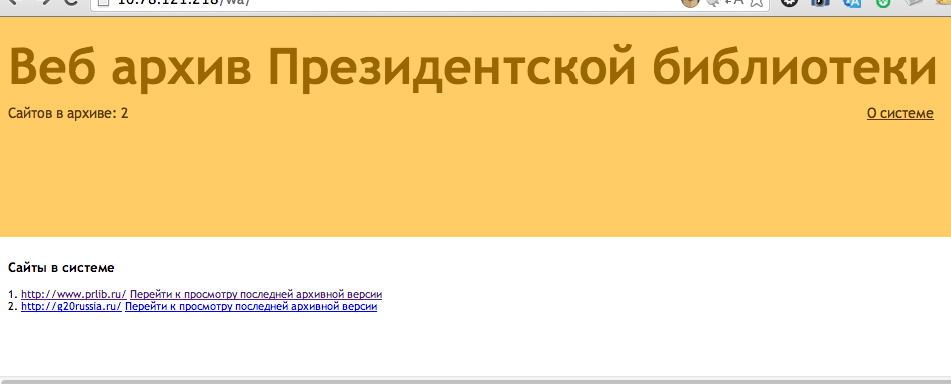 10.78.121.218/wa/
Веб архив Президентской библиотеки
Сайтов в архиве: 2 О системе
Сайты в системе
1. http://www.prlib.ru/ Перейти к просмотру последней архивной версии
2. http://g20russia.ru/ Перейти к просмотру последней архивной версии